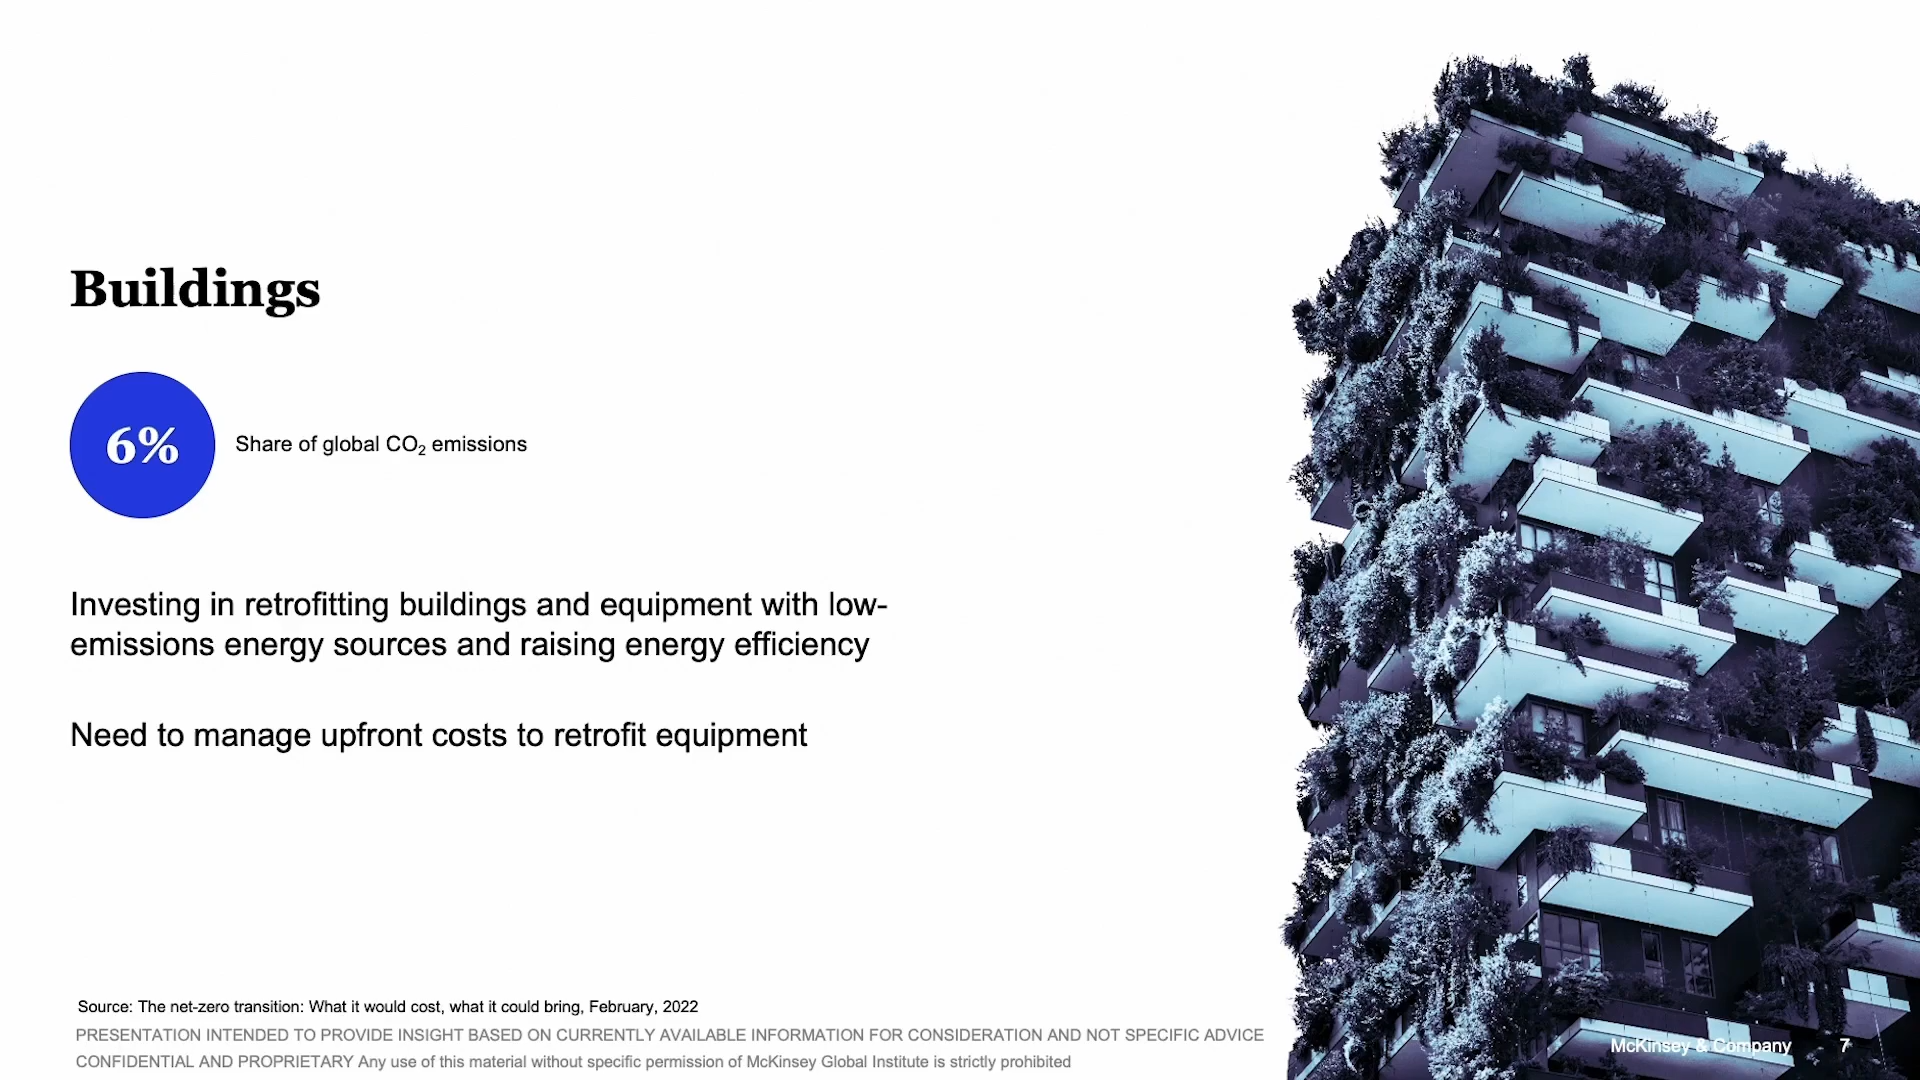 Buildings
6%
Share of global CO₂ emissions
Investing in retrofitting buildings and equipment with low-
emissions energy sources and raising energy efficiency
Need to manage upfront costs to retrofit equipment
Source: The net-zero transition: What it would cost, what it could bring, February, 2022
PRESENTATION INTENDED TO PROVIDE INSIGHT BASED ON CURRENTLY AVAILABLE INFORMATION FOR CONSIDERATION AND NOT SPECIFIC ADVICE
CONFIDENTIAL AND PROPRIETARY Any use of this material without specific permission of McKinsey Global Institute is strictly prohibited
McKinsey & Company 7